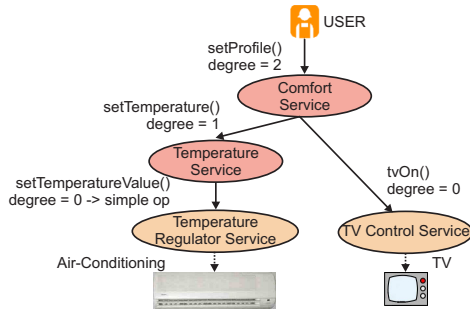 USER
setProfile()
degree = 2
Comfort
Service
setTemperature()
degree = 1
Temperature
Service
tvOn()
degree = 0
setTemperatureValue()
degree = 0 -> simple op
Temperature
Regulator Service
TV Control Service
Air-Conditioning
TV